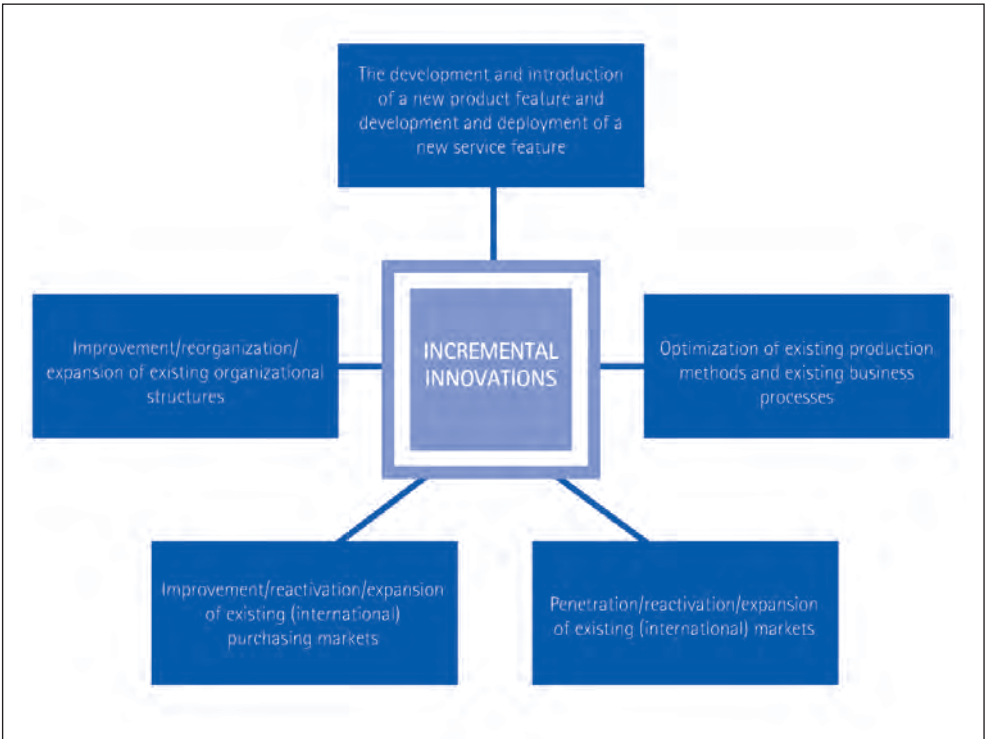 The development and introduction
of a new product feature and
development and deployment of a
new service feature
Improvement/reorganization/
expansion of existing organizational
structures
INCREMENTAL
INNOVATIONS
Optimization of existing production
methods and existing business
processes
Improvement/reactivation/expansion
of existing (international)
purchasing markets
Penetration/reactivation/expansion
of existing (international) markets